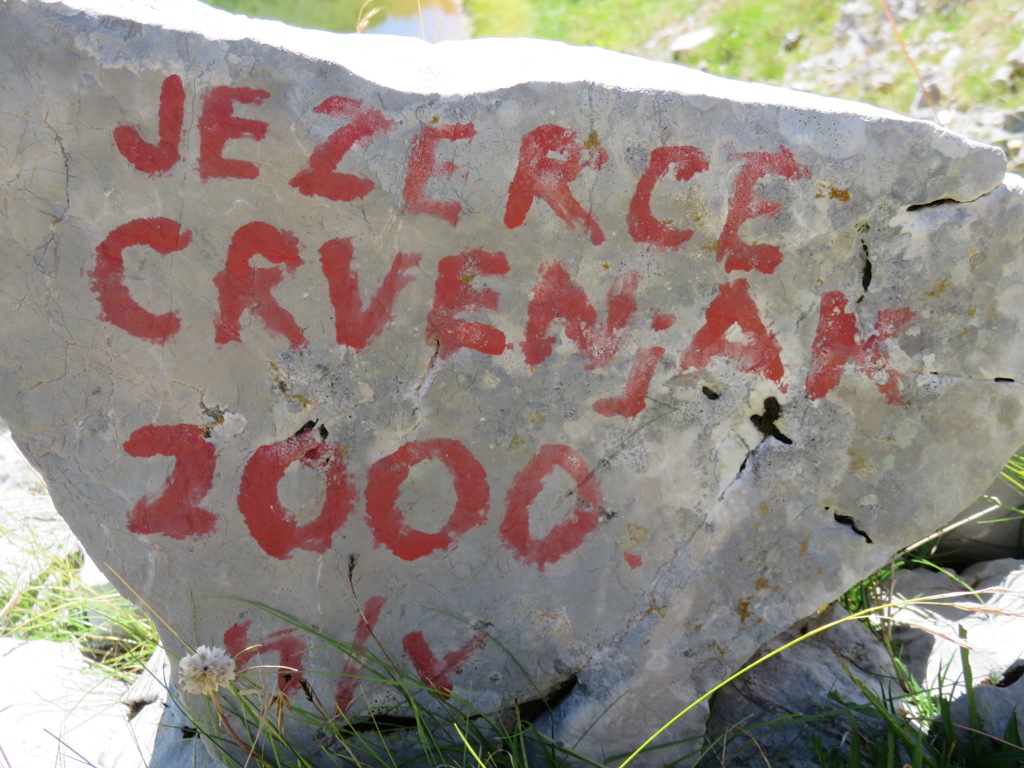 JEZERCE
CRVENjAK
2000.
n/v